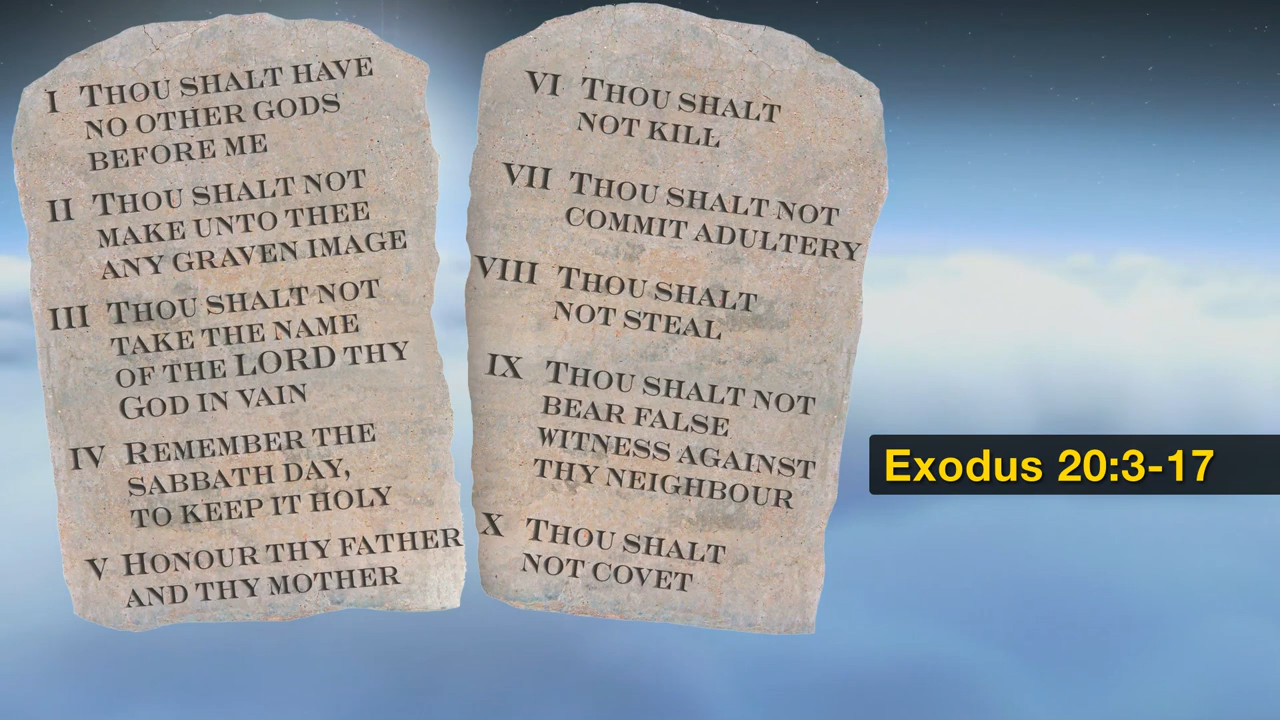 I THOU SHALT HAVE
NO OTHER GODS
BEFORE ME
II THOU SHALT NOT
MAKE UNTO THEE
ANY GRAVEN IMAGE
III THOU SHALT NOT
TAKE THE NAME
OF THE LORD THY
GOD IN VAIN
IV REMEMBER THE
SABBATH DAY,
TO KEEP IT HOLY
V HONOUR THY FATHER
AND THY MOTHER
VI THOU SHALT
NOT KILL
VII THOU SHALT NOT
COMMIT ADULTERY
VIII THOU SHALT
NOT STEAL
IX THOU SHALT NOT
BEAR FALSE
WITNESS AGAINST
THY NEIGHBOUR
X THOU SHALT
NOT COVET
Exodus 20:3-17